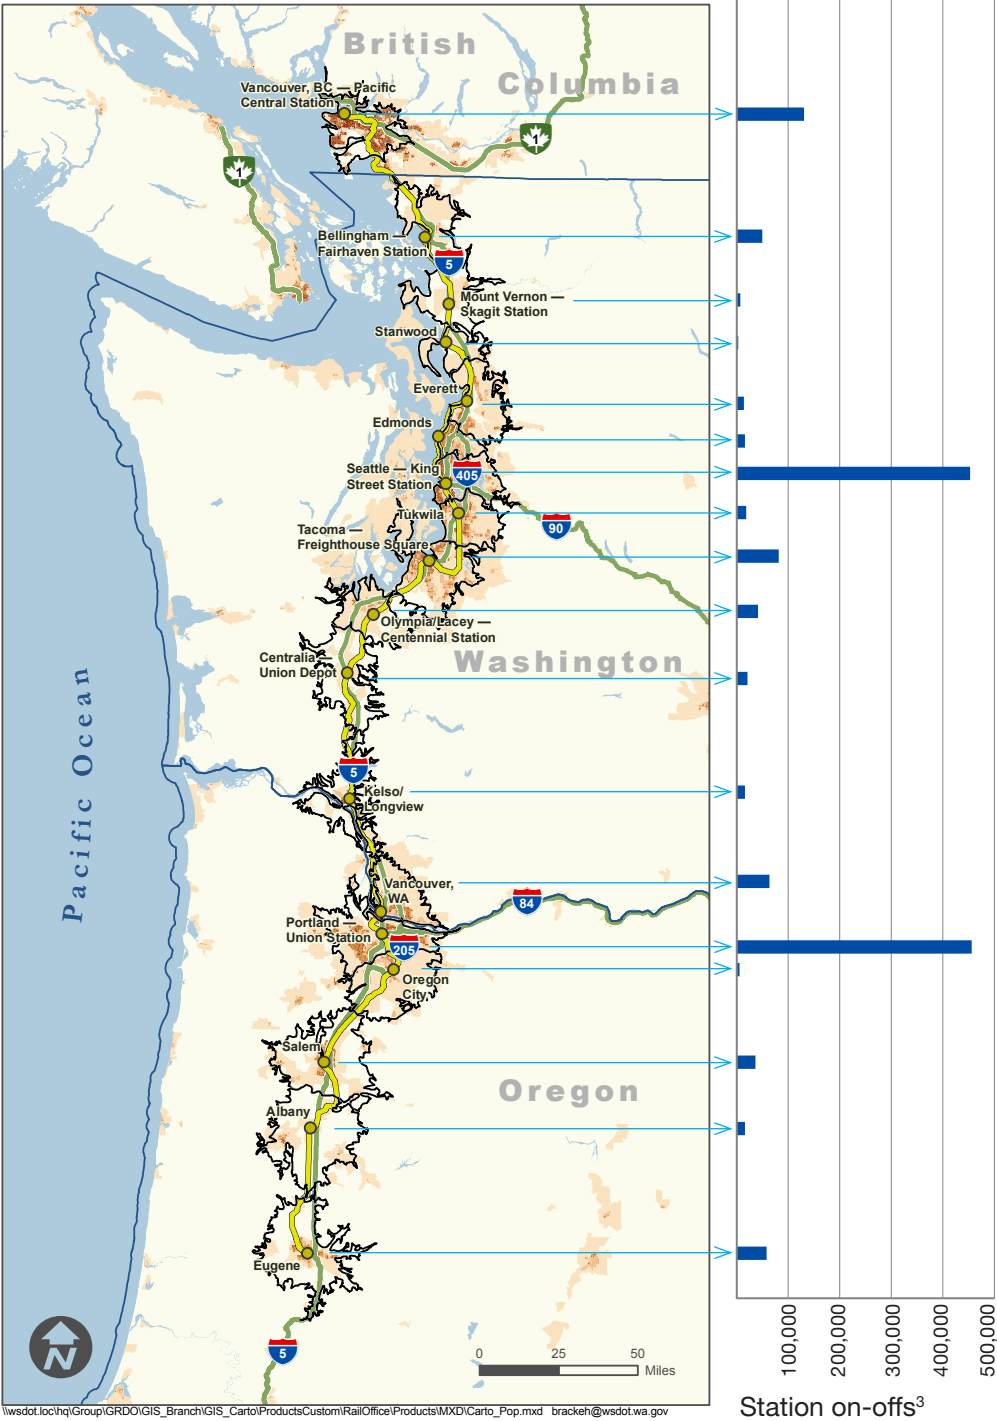 British
Columbia
Vancouver, BC — Pacific
Central Station
1
1
Bellingham —
Fairhaven Station
5
Mount Vernon —
Skagit Station
Stanwood
Everett
Edmonds
Seattle — King
Street Station
405
Tukwila
90
Tacoma —
Freighthouse Square
Olympia/Lacey —
Centennial Station
Centralia —
Union Depot
Washington
Pacific Ocean
5
Kelso/
Longview
Vancouver,
WA
84
Portland —
Union Station
205
Oregon
City
Salem
Oregon
Albany
Eugene
5
N
0 25 50
Miles
100,000
200,000
300,000
400,000
500,000
Station on-offs³
\\wsdot.loc\hq\Group\GRDO\GIS_Branch\GIS_Carto\ProductsCustom\RailOffice\Products\MXD\Carto_Pop.mxd brackeh@wsdot.wa.gov